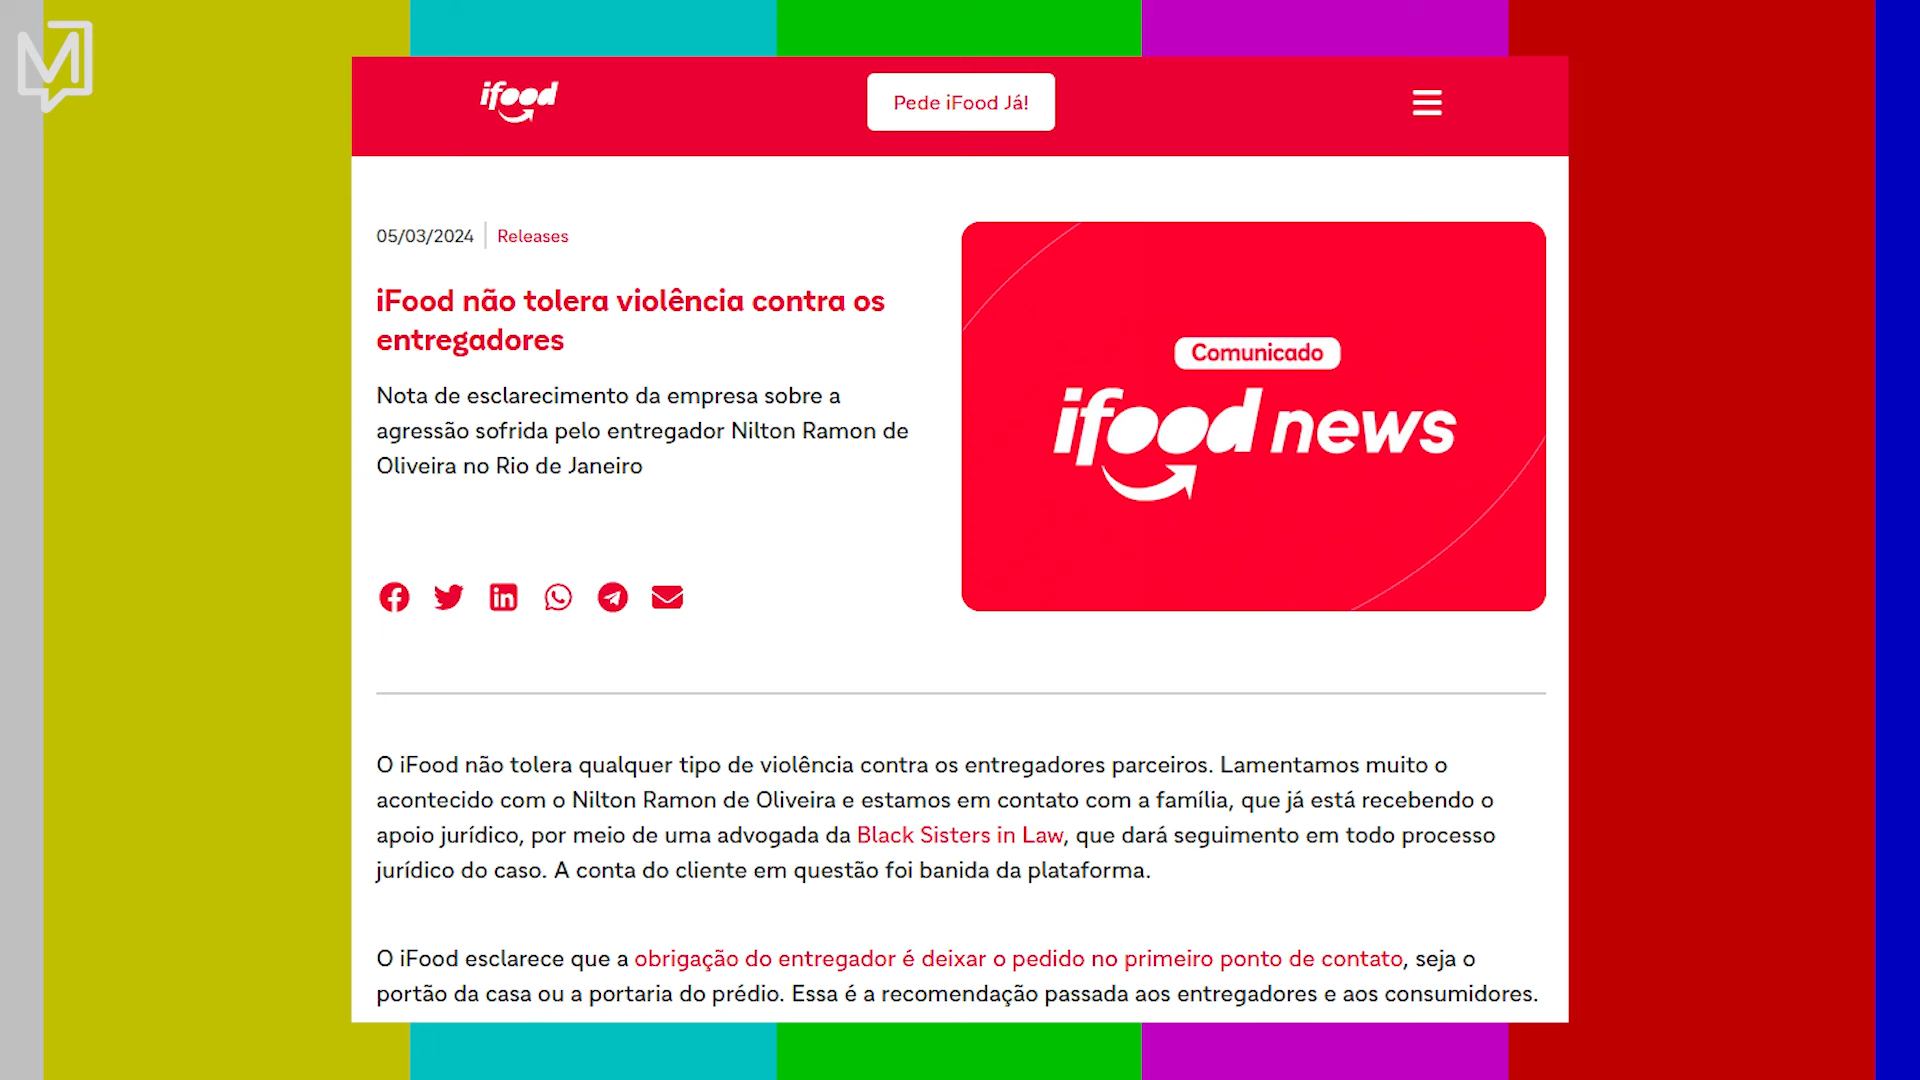 M
ifood
Pede iFood Já!
05/03/2024 Releases
iFood não tolera violência contra os
entregadores
Nota de esclarecimento da empresa sobre a
agressão sofrida pelo entregador Nilton Ramon de
Oliveira no Rio de Janeiro
Comunicado
ifood news
O iFood não tolera qualquer tipo de violência contra os entregadores parceiros. Lamentamos muito o
acontecido com o Nilton Ramon de Oliveira e estamos em contato com a família, que já está recebendo o
apoio jurídico, por meio de uma advogada da Black Sisters in Law, que dará seguimento em todo processo
jurídico do caso. A conta do cliente em questão foi banida da plataforma.
O iFood esclarece que a obrigação do entregador é deixar o pedido no primeiro ponto de contato, seja o
portão da casa ou a portaria do prédio. Essa é a recomendação passada aos entregadores e aos consumidores.